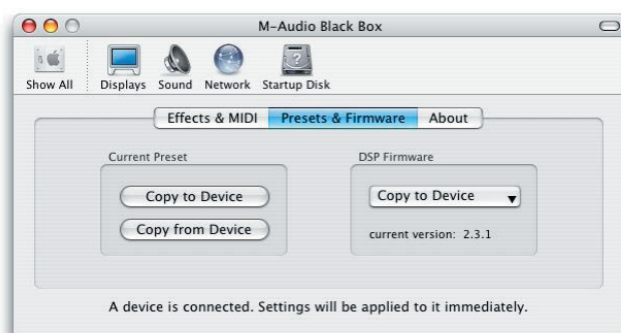 M-Audio Black Box
Show All Displays Sound Network Startup Disk
Effects & MIDI Presets & Firmware About
Current Preset DSP Firmware
Copy to Device Copy to Device
Copy from Device current version: 2.3.1
A device is connected. Settings will be applied to it immediately.